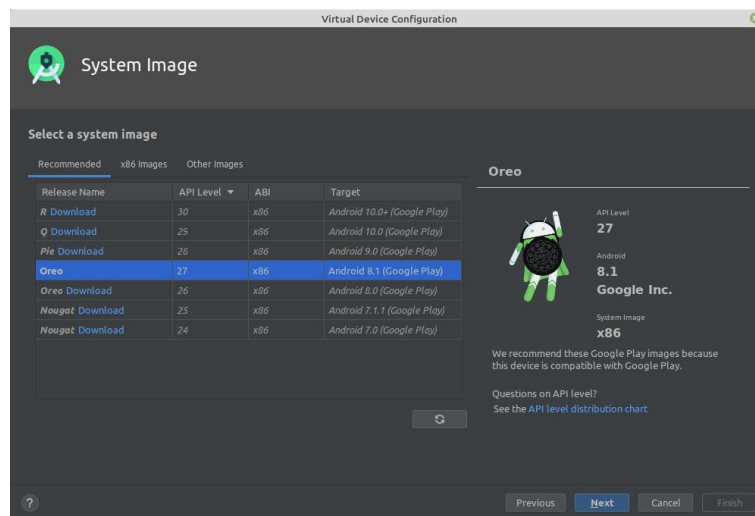 Virtual Device Configuration
System Image
Select a system image
Recommended x86 Images Other Images
Release Name API Level ABI Target
R Download 30 x86 Android 10.0+ (Google Play)
Q Download 29 x86 Android 10.0 (Google Play)
Pie Download 28 x86 Android 9.0 (Google Play)
Oreo 27 x86 Android 8.1 (Google Play)
Oreo Download 26 x86 Android 8.0 (Google Play)
Nougat Download 25 x86 Android 7.1.1 (Google Play)
Nougat Download 24 x86 Android 7.0 (Google Play)
Oreo
API Level
27
Android
8.1
Google Inc.
System Image
x86
We recommend these Google Play images because
this device is compatible with Google Play.
Questions on API level?
See the API level distribution chart
? Previous Next Cancel Finish